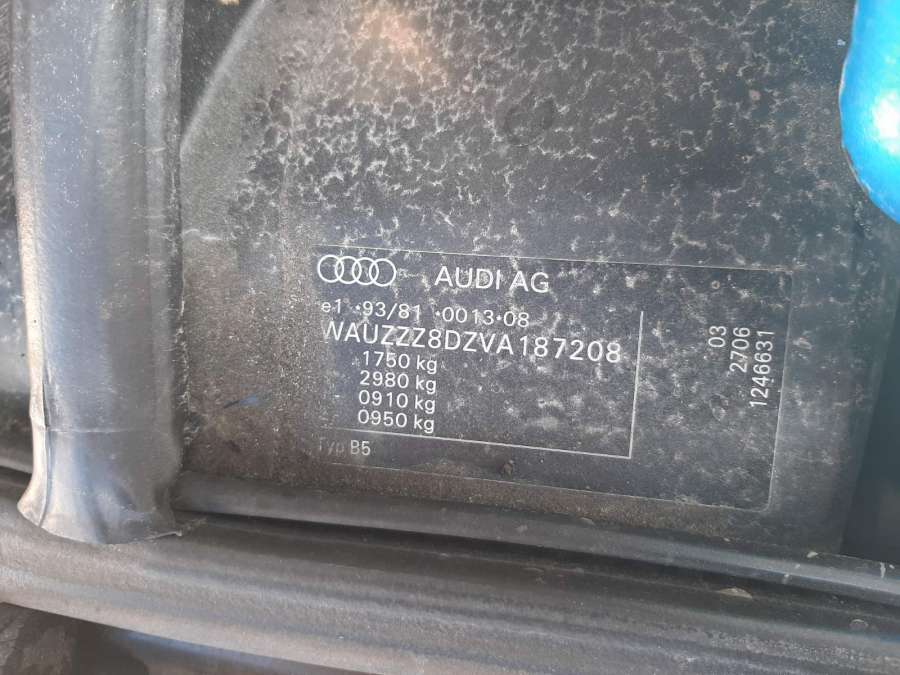 AUDI AG
e1 *93/81 *0013*08
WAUZZZ8DZVA187208
1750 kg
2980 kg
- 0910 kg
- 0950 kg
Typ B5
03
2706
1246631